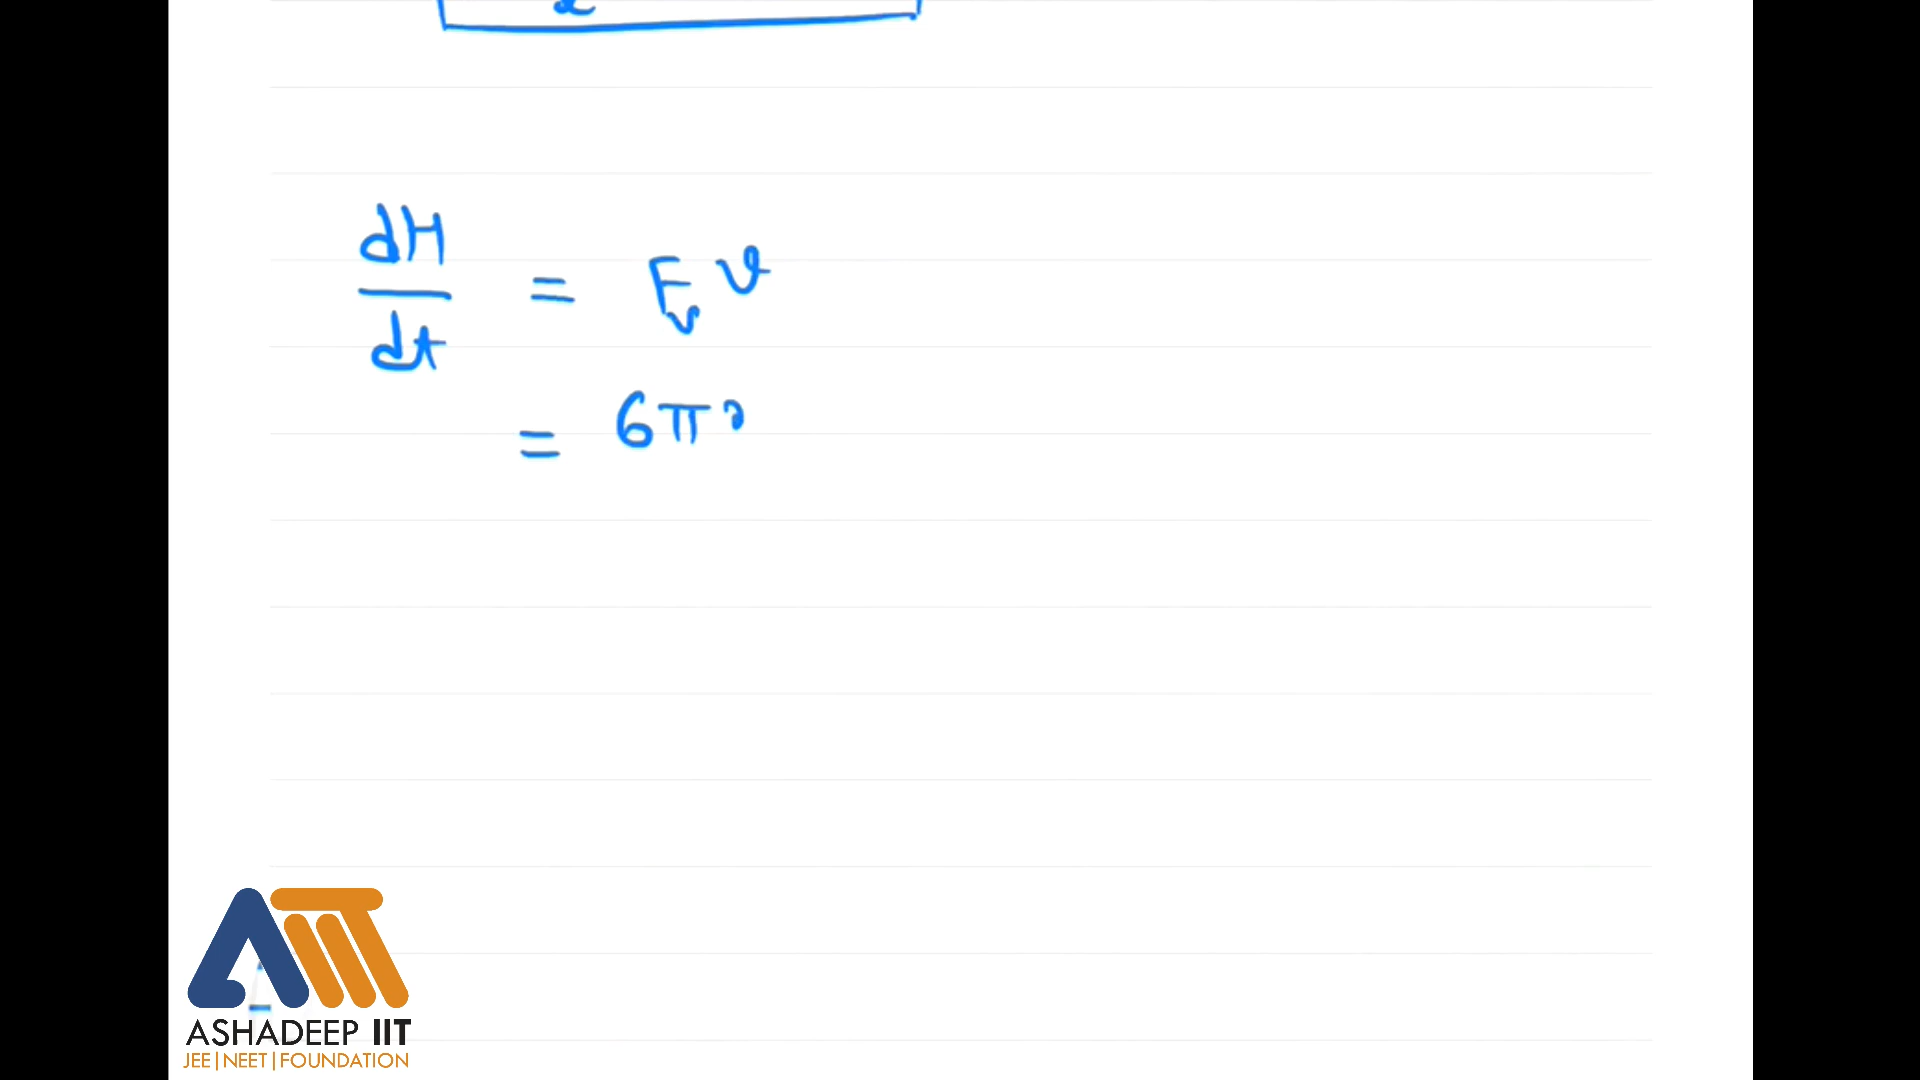 dH/dt = F_v v
= 6π
ASHADEEP IIT
JEE|NEET|FOUNDATION